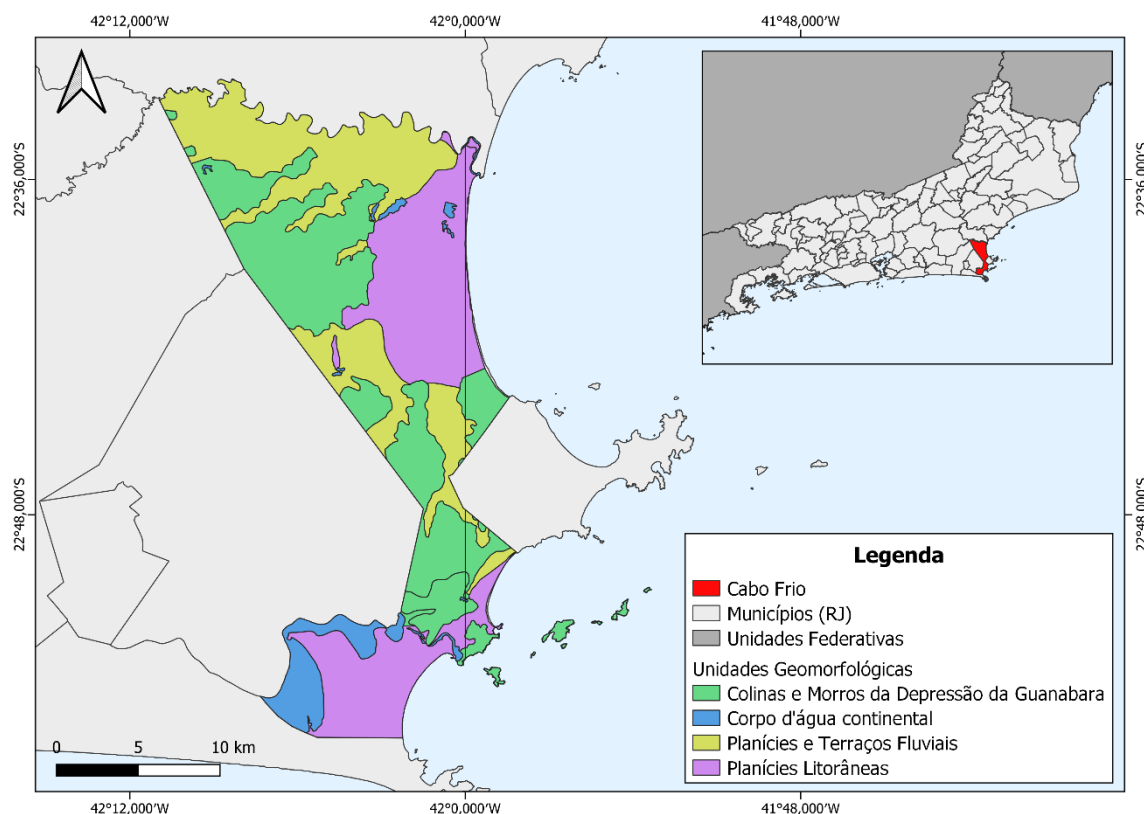 42°12,000'W 42°0,000'W 41°48,000'W
22°36,000'S 22°36,000'S
22°48,000'S 22°48,000'S
Legenda
Cabo Frio
Municípios (RJ)
Unidades Federativas
Unidades Geomorfológicas
Colinas e Morros da Depressão da Guanabara
Corpo d'água continental
Planícies e Terraços Fluviais
Planícies Litorâneas
0 5 10 km
42°12,000'W 42°0,000'W 41°48,000'W